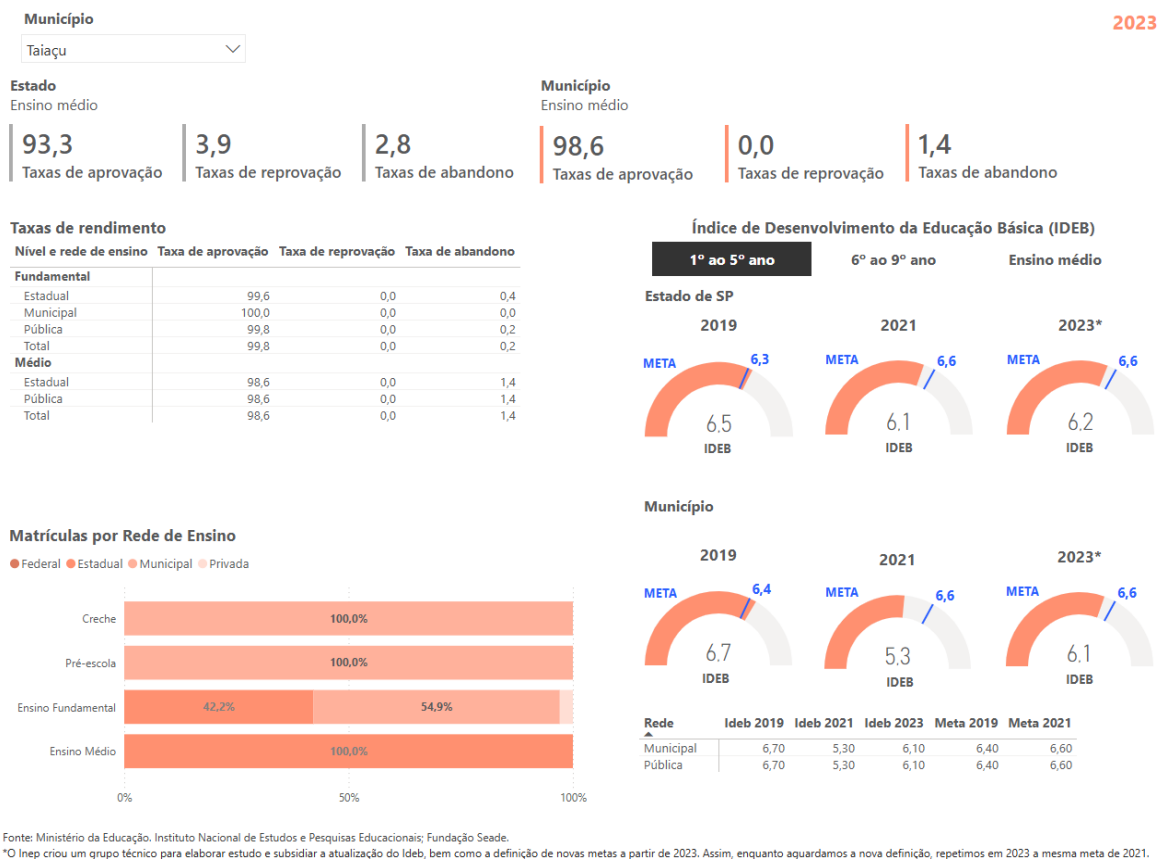 Município
2023
Taiaçu
Estado
Ensino médio
93,3
Taxas de aprovação
3,9
Taxas de reprovação
2,8
Taxas de abandono
Município
Ensino médio
98,6
Taxas de aprovação
0,0
Taxas de reprovação
1,4
Taxas de abandono
Taxas de rendimento
Nível e rede de ensino Taxa de aprovação Taxa de reprovação Taxa de abandono
Fundamental
Estadual 99,6 0,0 0,4
Municipal 100,0 0,0 0,0
Pública 99,8 0,0 0,2
Total 99,8 0,0 0,2
Médio
Estadual 98,6 0,0 1,4
Pública 98,6 0,0 1,4
Total 98,6 0,0 1,4
Índice de Desenvolvimento da Educação Básica (IDEB)
1º ao 5º ano 6º ao 9º ano Ensino médio
Estado de SP
2019
META 6,3
6.5
IDEB
2021
META 6,6
6.1
IDEB
2023*
META 6,6
6.2
IDEB
Município
2019
META 6,4
6.7
IDEB
2021
META 6,6
5.3
IDEB
2023*
META 6,6
6.1
IDEB
Rede Ideb 2019 Ideb 2021 Ideb 2023 Meta 2019 Meta 2021
Municipal 6,70 5,30 6,10 6,40 6,60
Pública 6,70 5,30 6,10 6,40 6,60
Matrículas por Rede de Ensino
Federal Estadual Municipal Privada
Creche 100,0%
Pré-escola 100,0%
Ensino Fundamental 42,2% 54,9%
Ensino Médio 100,0%
0% 50% 100%
Fonte: Ministério da Educação. Instituto Nacional de Estudos e Pesquisas Educacionais; Fundação Seade.
*O Inep criou um grupo técnico para elaborar estudo e subsidiar a atualização do Ideb, bem como a definição de novas metas a partir de 2023. Assim, enquanto aguardamos a nova definição, repetimos em 2023 a mesma meta de 2021.